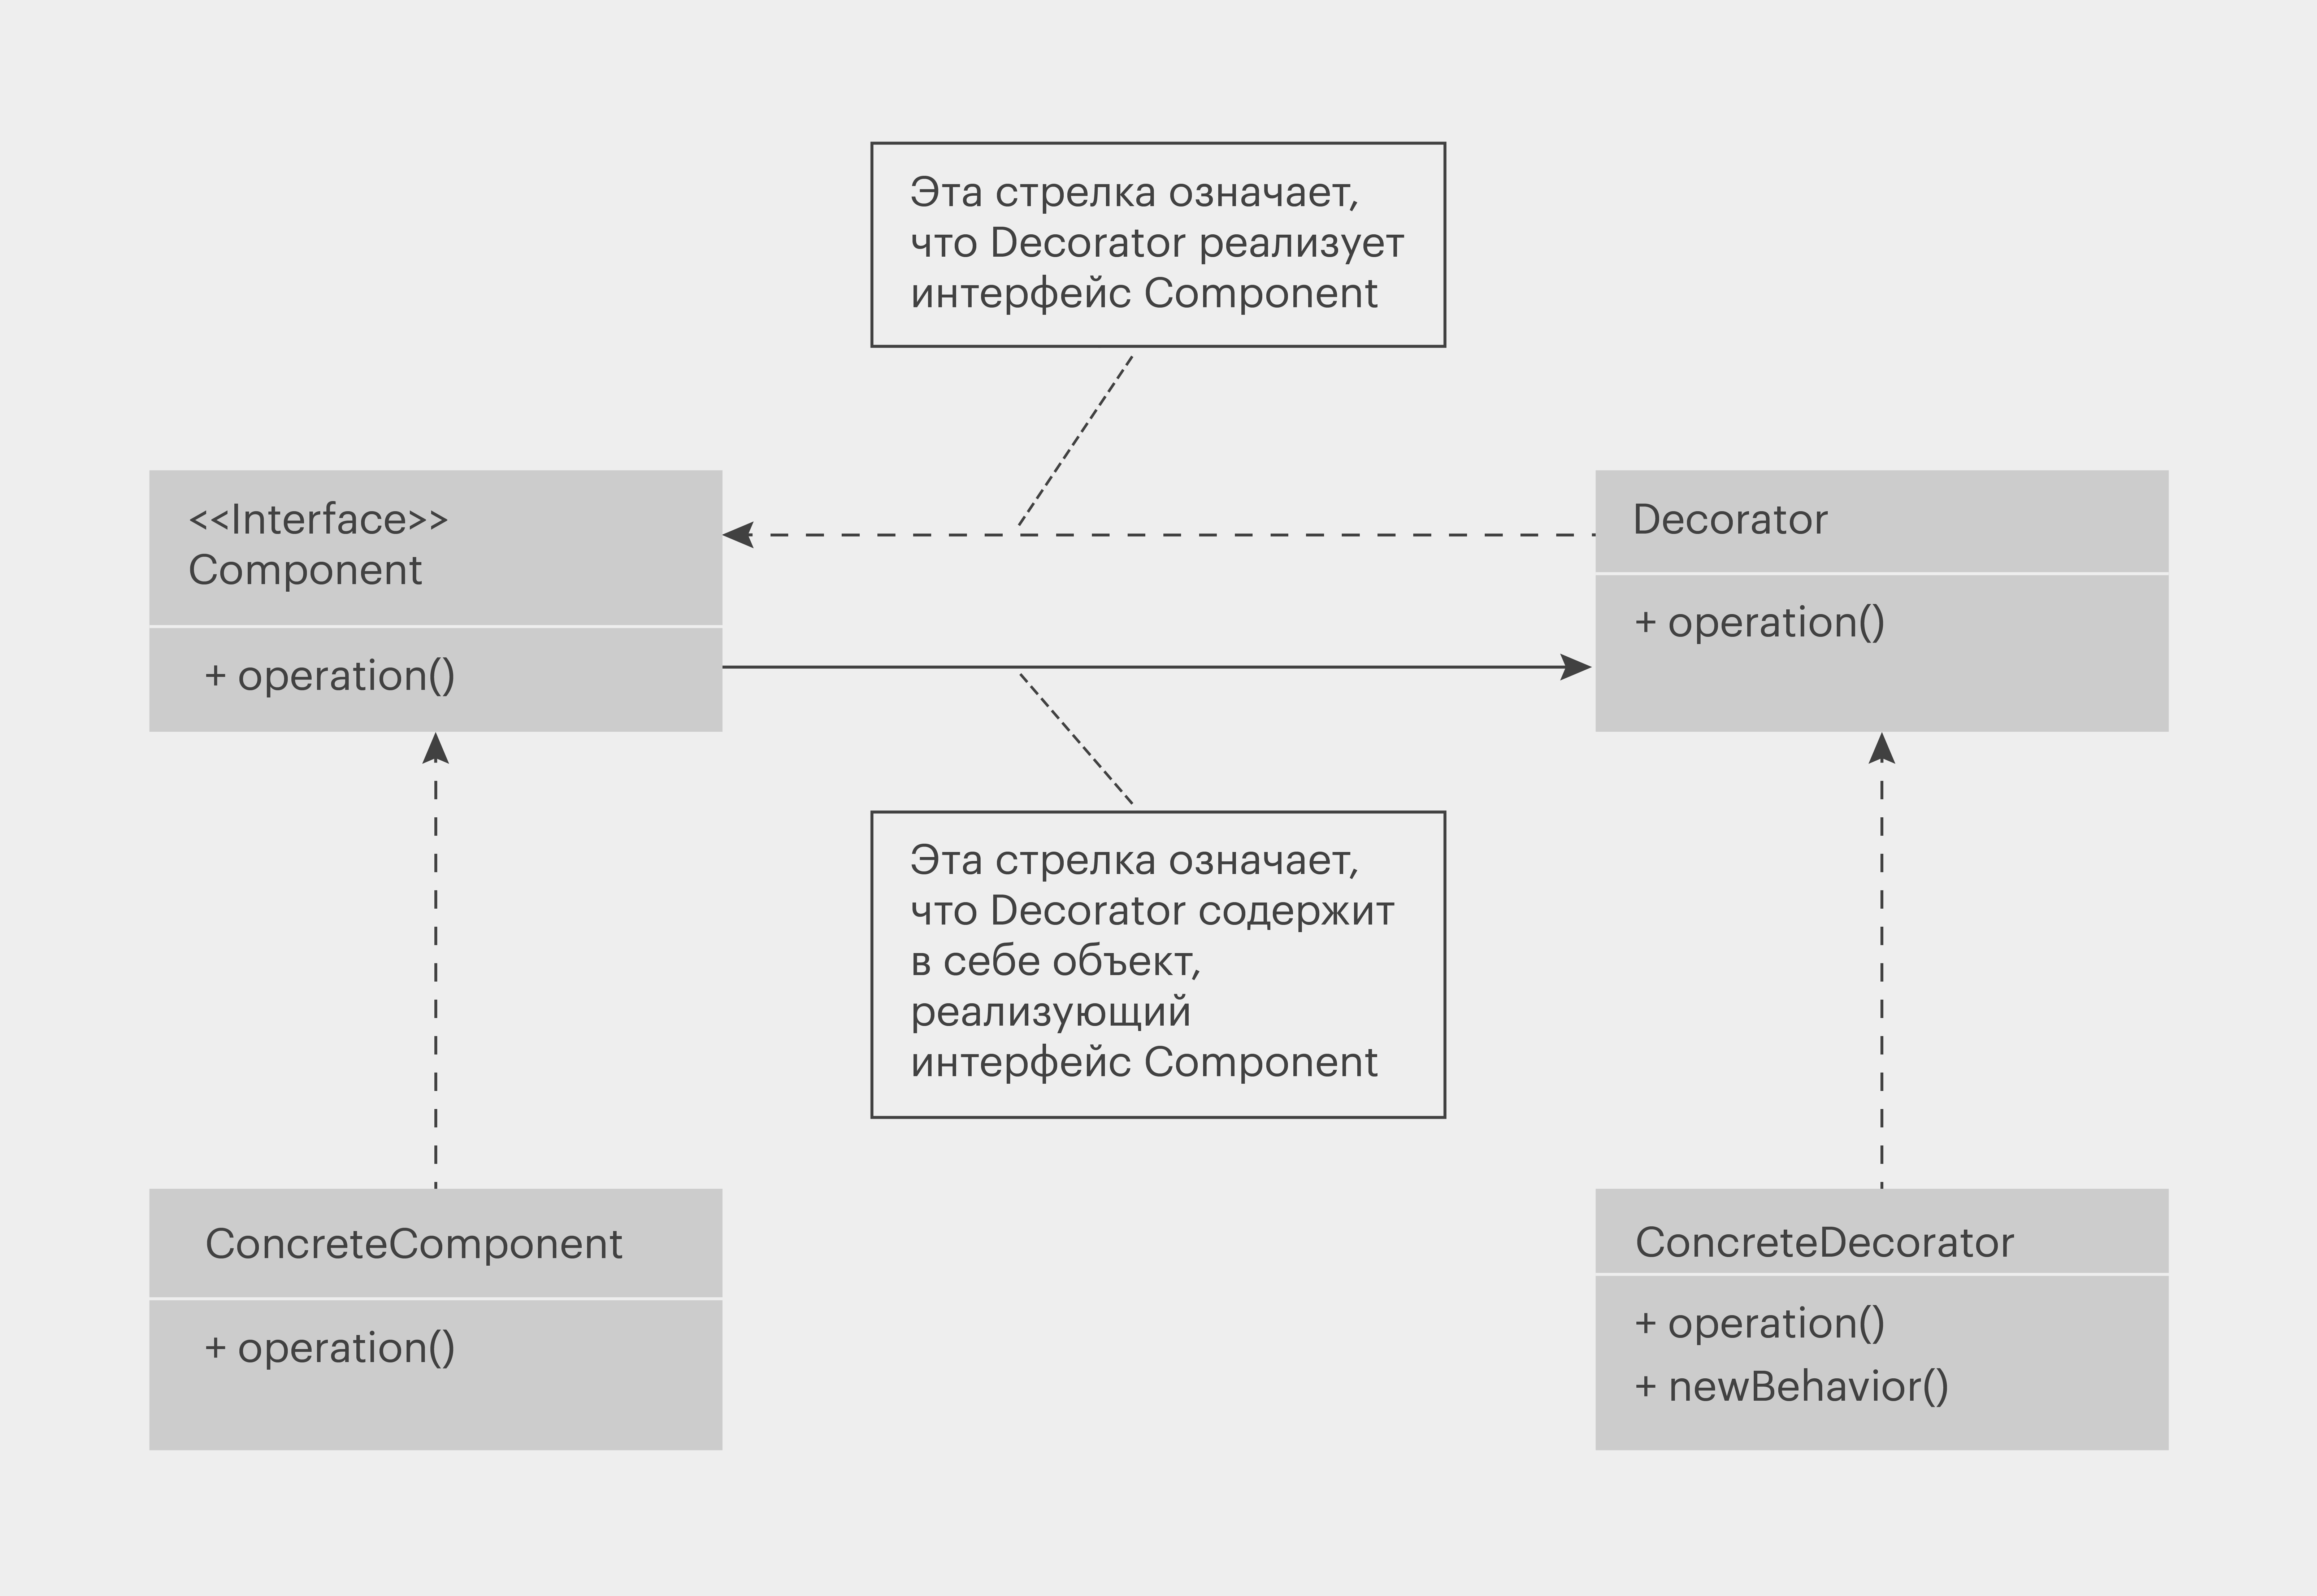 Эта стрелка означает,
что Decorator реализует
интерфейс Component
<<Interface>>
Component
+ operation()
Decorator
+ operation()
Эта стрелка означает,
что Decorator содержит
в себе объект,
реализующий
интерфейс Component
ConcreteComponent
+ operation()
ConcreteDecorator
+ operation()
+ newBehavior()